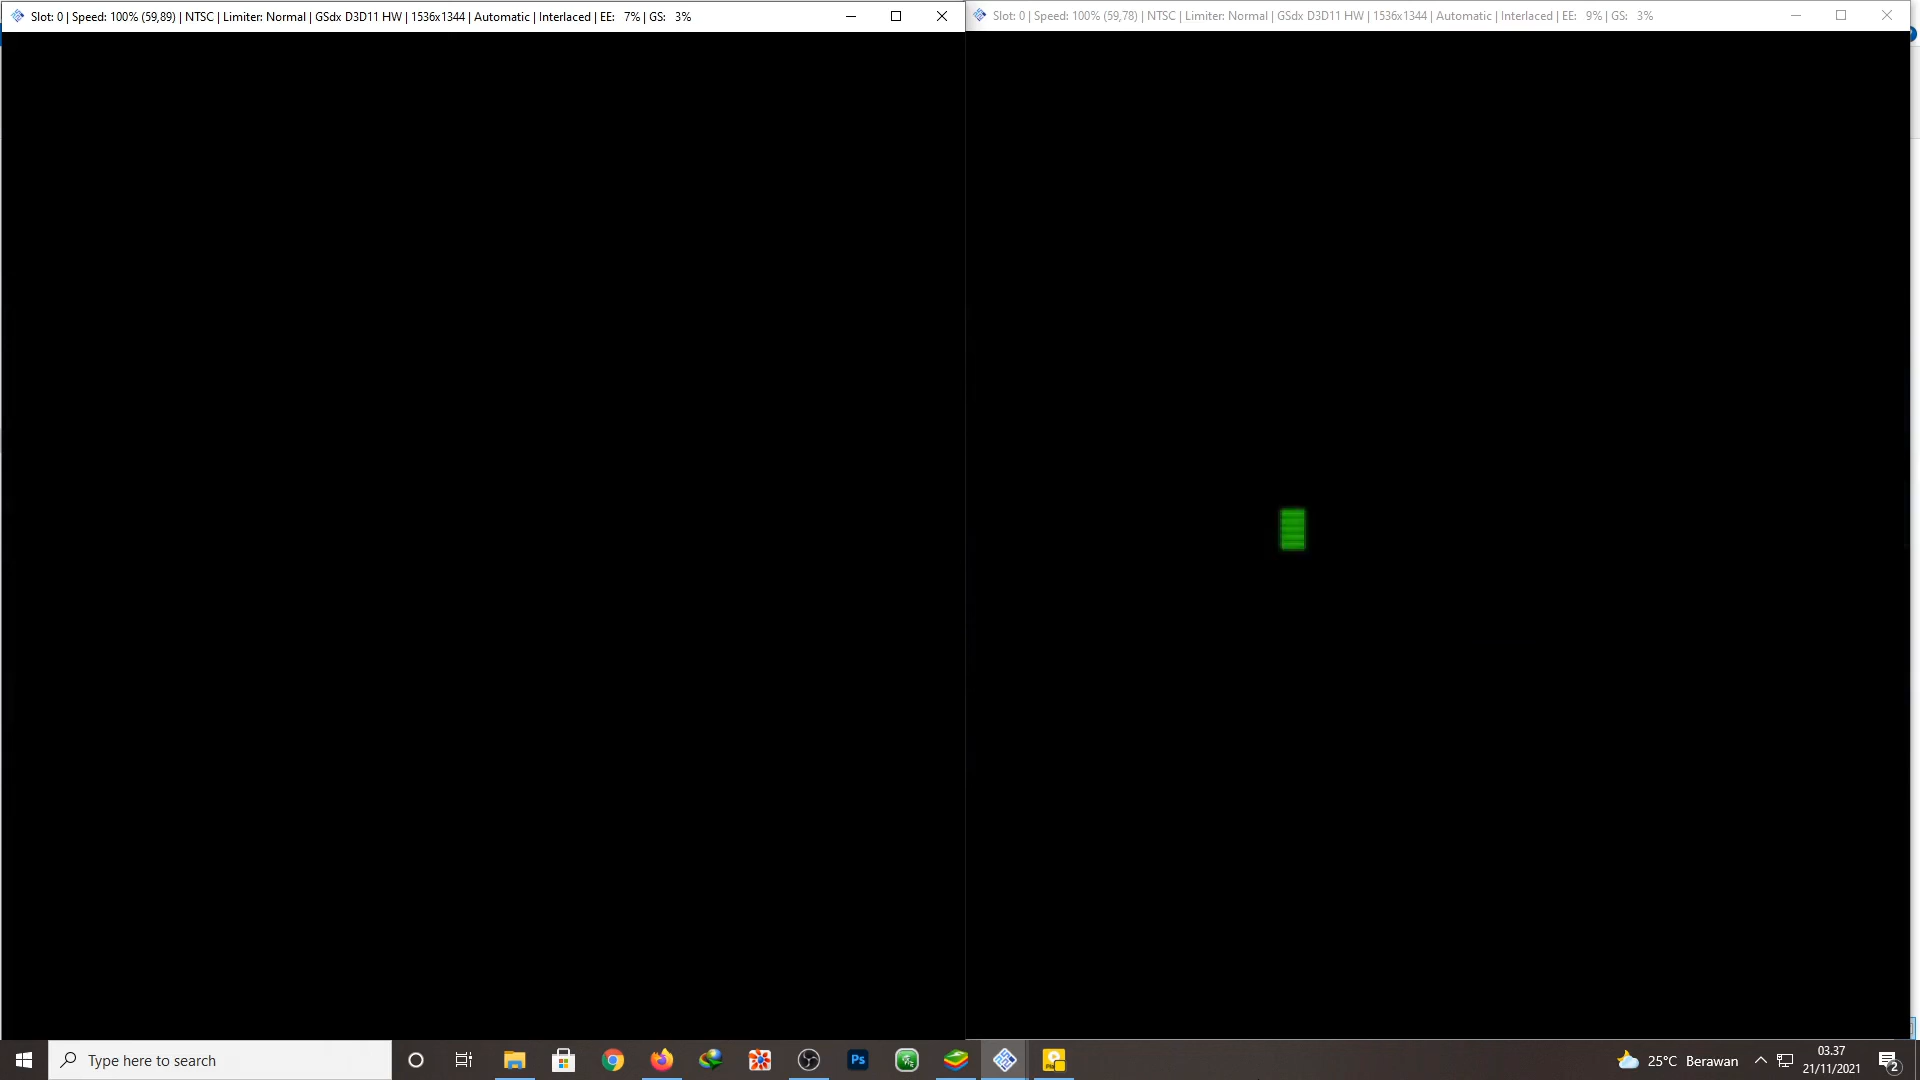 Slot: 0 | Speed: 100% (59,89) | NTSC | Limiter: Normal | GSdx D3D11 HW | 1536x1344 | Automatic | Interlaced | EE: 7% | GS: 3%
Slot: 0 | Speed: 100% (59,78) | NTSC | Limiter: Normal | GSdx D3D11 HW | 1536x1344 | Automatic | Interlaced | EE: 9% | GS: 3%
Type here to search
Ps
25°C Berawan
03.37
21/11/2021
2